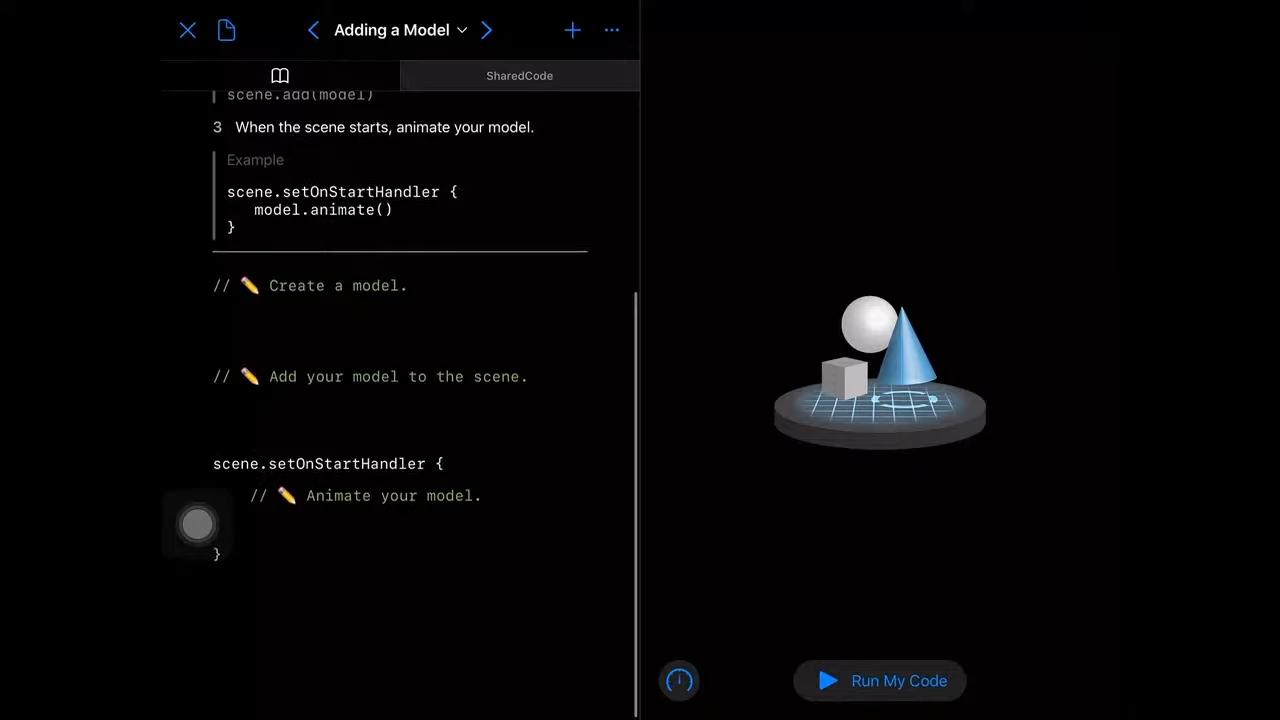 Adding a Model
SharedCode
scene.add(model)
3 When the scene starts, animate your model.
Example
scene.setOnStartHandler {
model.animate()
}
// ✏️ Create a model.
// ✏️ Add your model to the scene.
scene.setOnStartHandler {
// ✏️ Animate your model.
}
Run My Code